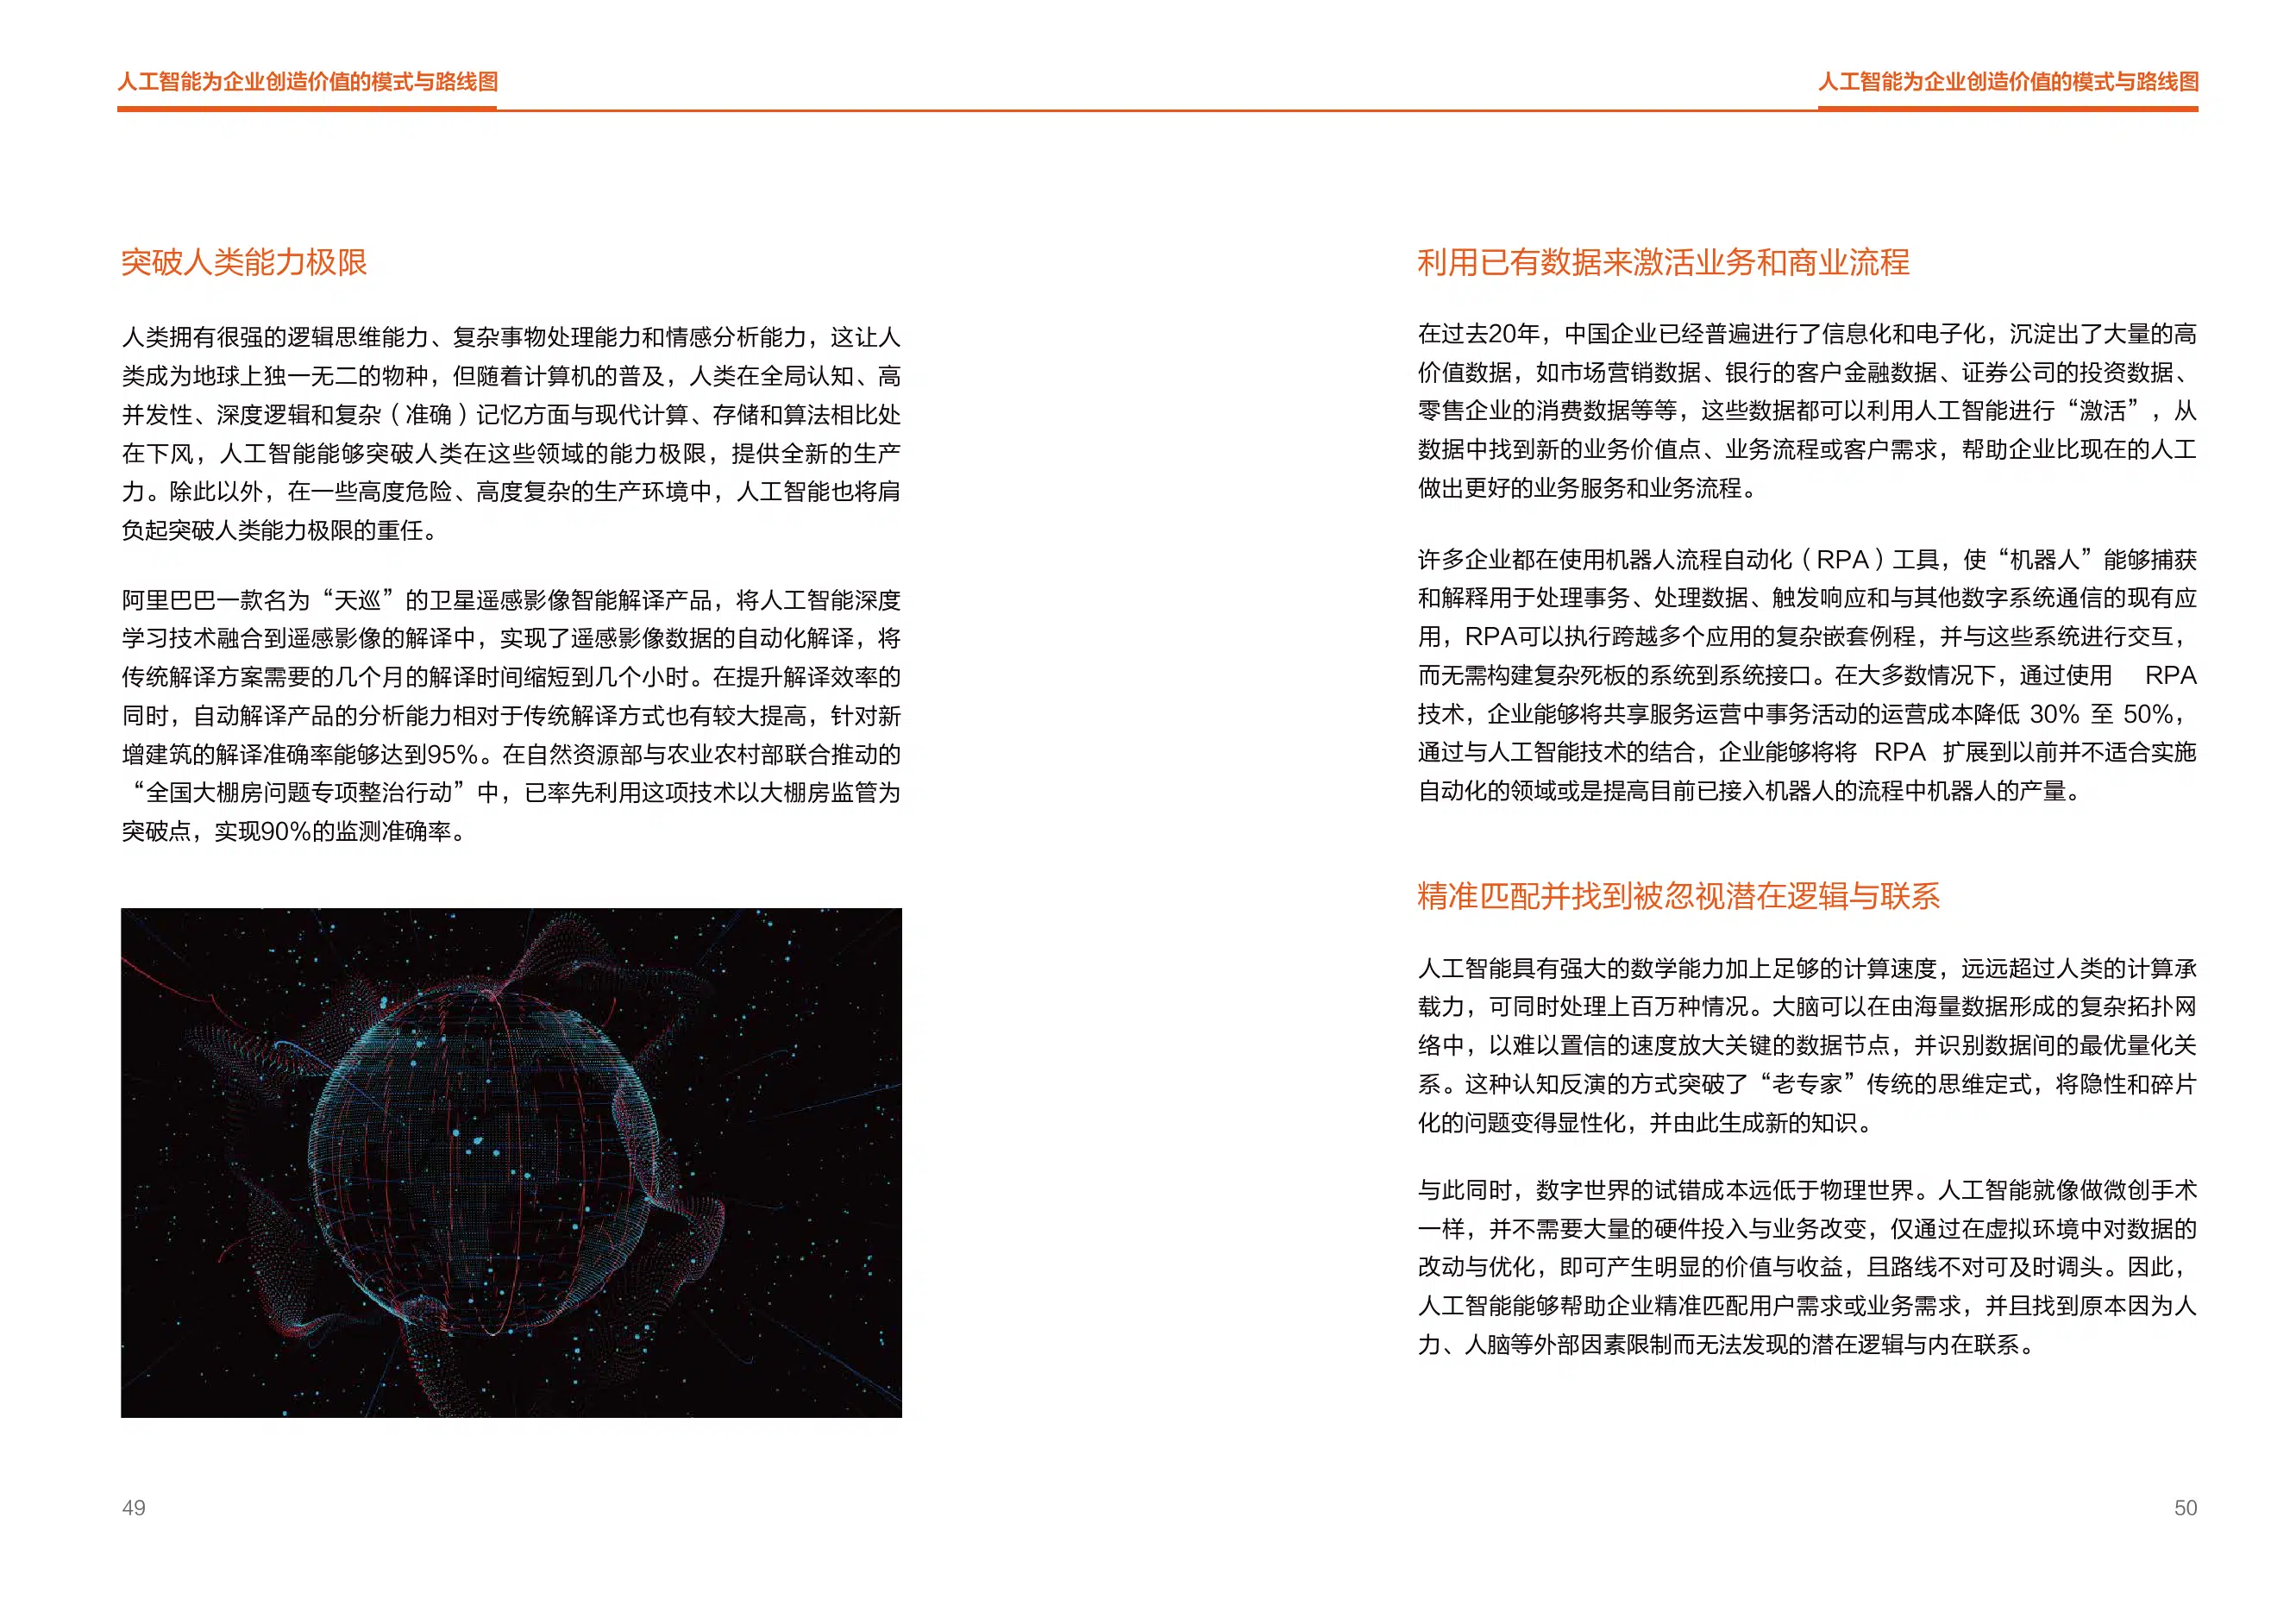 人工智能为企业创造价值的模式与路线图
人工智能为企业创造价值的模式与路线图
突破人类能力极限
人类拥有很强的逻辑思维能力、复杂事物处理能力和情感分析能力，这让人
类成为地球上独一无二的物种，但随着计算机的普及，人类在全局认知、高
并发性、深度逻辑和复杂（准确）记忆方面与现代计算、存储和算法相比处
在下风，人工智能能够突破人类在这些领域的能力极限，提供全新的生产
力。除此以外，在一些高度危险、高度复杂的生产环境中，人工智能也将肩
负起突破人类能力极限的重任。
阿里巴巴一款名为“天巡”的卫星遥感影像智能解译产品，将人工智能深度
学习技术融合到遥感影像的解译中，实现了遥感影像数据的自动化解译，将
传统解译方案需要的几个月的解译时间缩短到几个小时。在提升解译效率的
同时，自动解译产品的分析能力相对于传统解译方式也有较大提高，针对新
增建筑的解译准确率能够达到95%。在自然资源部与农业农村部联合推动的
“全国大棚房问题专项整治行动”中，已率先利用这项技术以大棚房监管为
突破点，实现90%的监测准确率。
49
利用已有数据来激活业务和商业流程
在过去20年，中国企业已经普遍进行了信息化和电子化，沉淀出了大量的高
价值数据，如市场营销数据、银行的客户金融数据、证券公司的投资数据、
零售企业的消费数据等等，这些数据都可以利用人工智能进行“激活”，从
数据中找到新的业务价值点、业务流程或客户需求，帮助企业比现在的人工
做出更好的业务服务和业务流程。
许多企业都在使用机器人流程自动化（RPA）工具，使“机器人”能够捕获
和解释用于处理事务、处理数据、触发响应和与其他数字系统通信的现有应
用，RPA可以执行跨越多个应用的复杂嵌套例程，并与这些系统进行交互，
而无需构建复杂死板的系统到系统接口。在大多数情况下，通过使用 RPA
技术，企业能够将共享服务运营中事务活动的运营成本降低 30% 至 50%，
通过与人工智能技术的结合，企业能够将将 RPA 扩展到以前并不适合实施
自动化的领域或是提高目前已接入机器人的流程中机器人的产量。
精准匹配并找到被忽视潜在逻辑与联系
人工智能具有强大的数学能力加上足够的计算速度，远远超过人类的计算承
载力，可同时处理上百万种情况。大脑可以在由海量数据形成的复杂拓扑网
络中，以难以置信的速度放大关键的数据节点，并识别数据间的最优量化关
系。这种认知反演的方式突破了“老专家”传统的思维定式，将隐性和碎片
化的问题变得显性化，并由此生成新的知识。
与此同时，数字世界的试错成本远低于物理世界。人工智能就像做微创手术
一样，并不需要大量的硬件投入与业务改变，仅通过在虚拟环境中对数据的
改动与优化，即可产生明显的价值与收益，且路线不对可及时调头。因此，
人工智能能够帮助企业精准匹配用户需求或业务需求，并且找到原本因为人
力、人脑等外部因素限制而无法发现的潜在逻辑与内在联系。
50